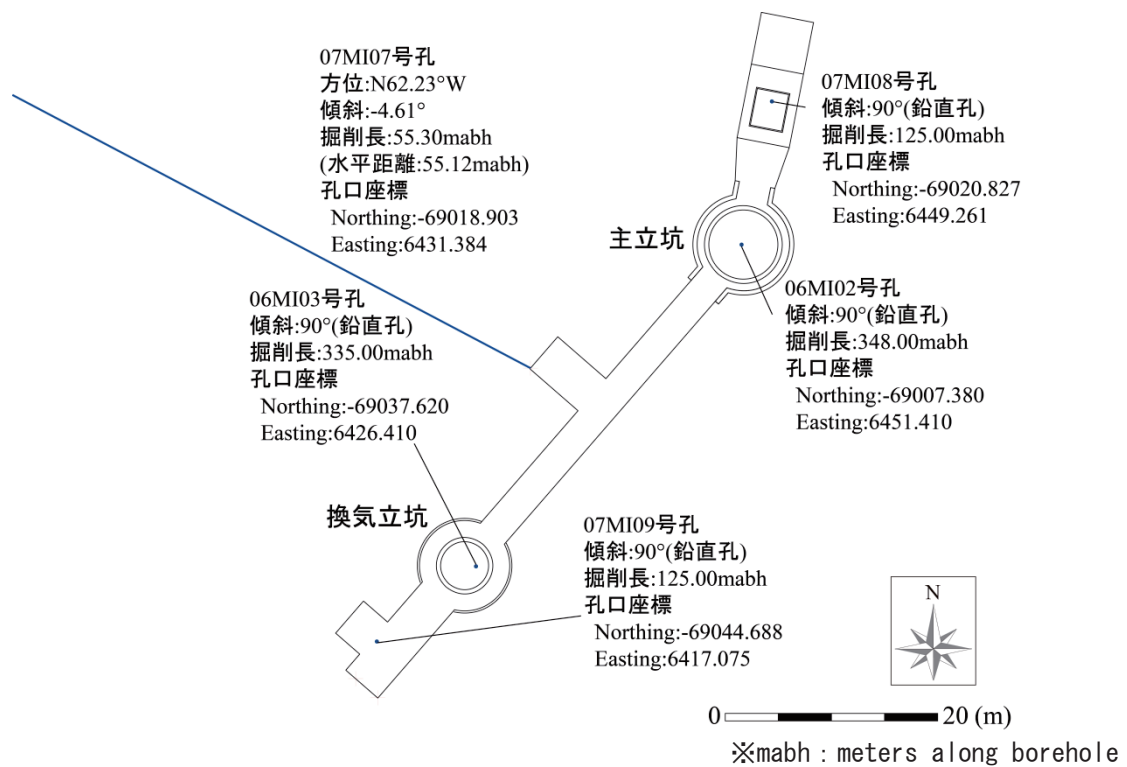 07MI07号孔
方位:N62.23°W
傾斜:-4.61°
掘削長:55.30mabh
(水平距離:55.12mabh)
孔口座標
Northing:-69018.903
Easting:6431.384
07MI08号孔
傾斜:90°(鉛直孔)
掘削長:125.00mabh
孔口座標
Northing:-69020.827
Easting:6449.261
主立坑
06MI03号孔
傾斜:90°(鉛直孔)
掘削長:335.00mabh
孔口座標
Northing:-69037.620
Easting:6426.410
06MI02号孔
傾斜:90°(鉛直孔)
掘削長:348.00mabh
孔口座標
Northing:-69007.380
Easting:6451.410
換気立坑
07MI09号孔
傾斜:90°(鉛直孔)
掘削長:125.00mabh
孔口座標
Northing:-69044.688
Easting:6417.075
N
0 20 (m)
※mabh : meters along borehole